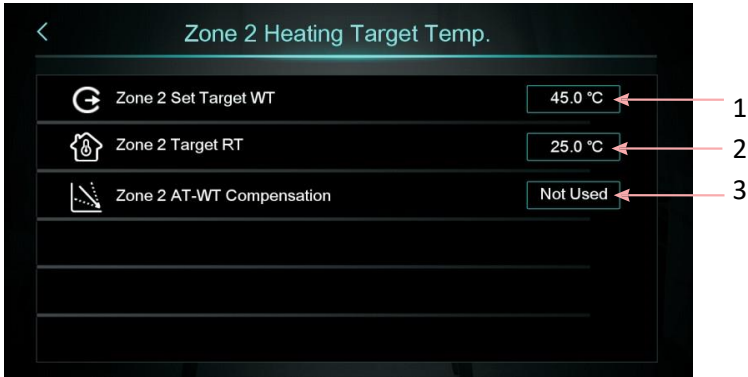 Zone 2 Heating Target Temp.
Zone 2 Set Target WT 45.0 ℃ 1
Zone 2 Target RT 25.0 ℃ 2
Zone 2 AT-WT Compensation Not Used 3